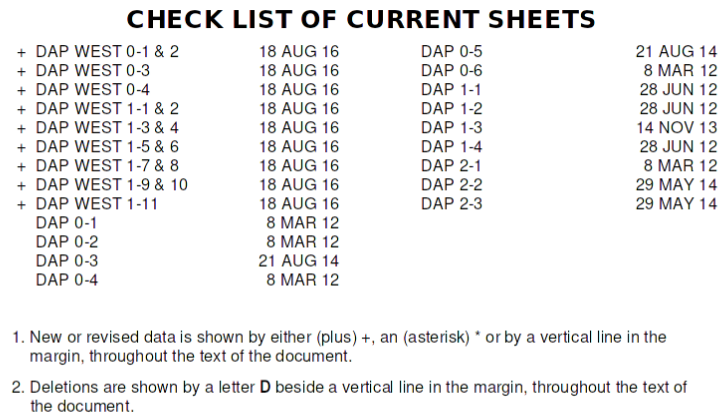 CHECK LIST OF CURRENT SHEETS
+ DAP WEST 0-1 & 2 18 AUG 16
+ DAP WEST 0-3 18 AUG 16
+ DAP WEST 0-4 18 AUG 16
+ DAP WEST 1-1 & 2 18 AUG 16
+ DAP WEST 1-3 & 4 18 AUG 16
+ DAP WEST 1-5 & 6 18 AUG 16
+ DAP WEST 1-7 & 8 18 AUG 16
+ DAP WEST 1-9 & 10 18 AUG 16
+ DAP WEST 1-11 18 AUG 16
DAP 0-1 8 MAR 12
DAP 0-2 8 MAR 12
DAP 0-3 21 AUG 14
DAP 0-4 8 MAR 12
DAP 0-5 21 AUG 14
DAP 0-6 8 MAR 12
DAP 1-1 28 JUN 12
DAP 1-2 28 JUN 12
DAP 1-3 14 NOV 13
DAP 1-4 28 JUN 12
DAP 2-1 8 MAR 12
DAP 2-2 29 MAY 14
DAP 2-3 29 MAY 14
1. New or revised data is shown by either (plus) +, an (asterisk) * or by a vertical line in the
margin, throughout the text of the document.
2. Deletions are shown by a letter D beside a vertical line in the margin, throughout the text of
the document.